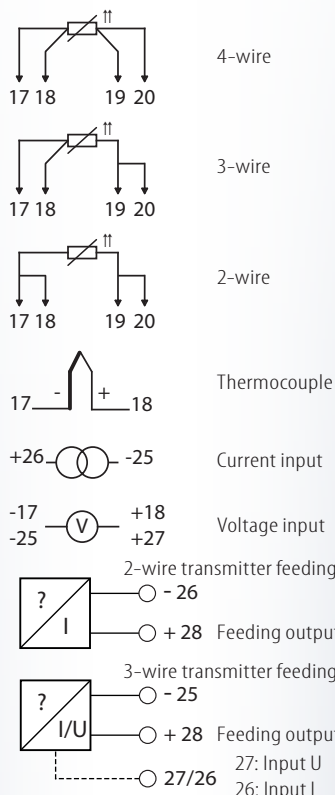 4-wire
17 18 19 20
3-wire
17 18 19 20
2-wire
17 18 19 20
- +
17 18
Thermocouple
+26 -25
Current input
-17 +18
V
-25 +27
Voltage input
2-wire transmitter feeding
? - 26
I + 28 Feeding output
3-wire transmitter feeding
? - 25
I/U + 28 Feeding output
27/26 27: Input U
26: Input I